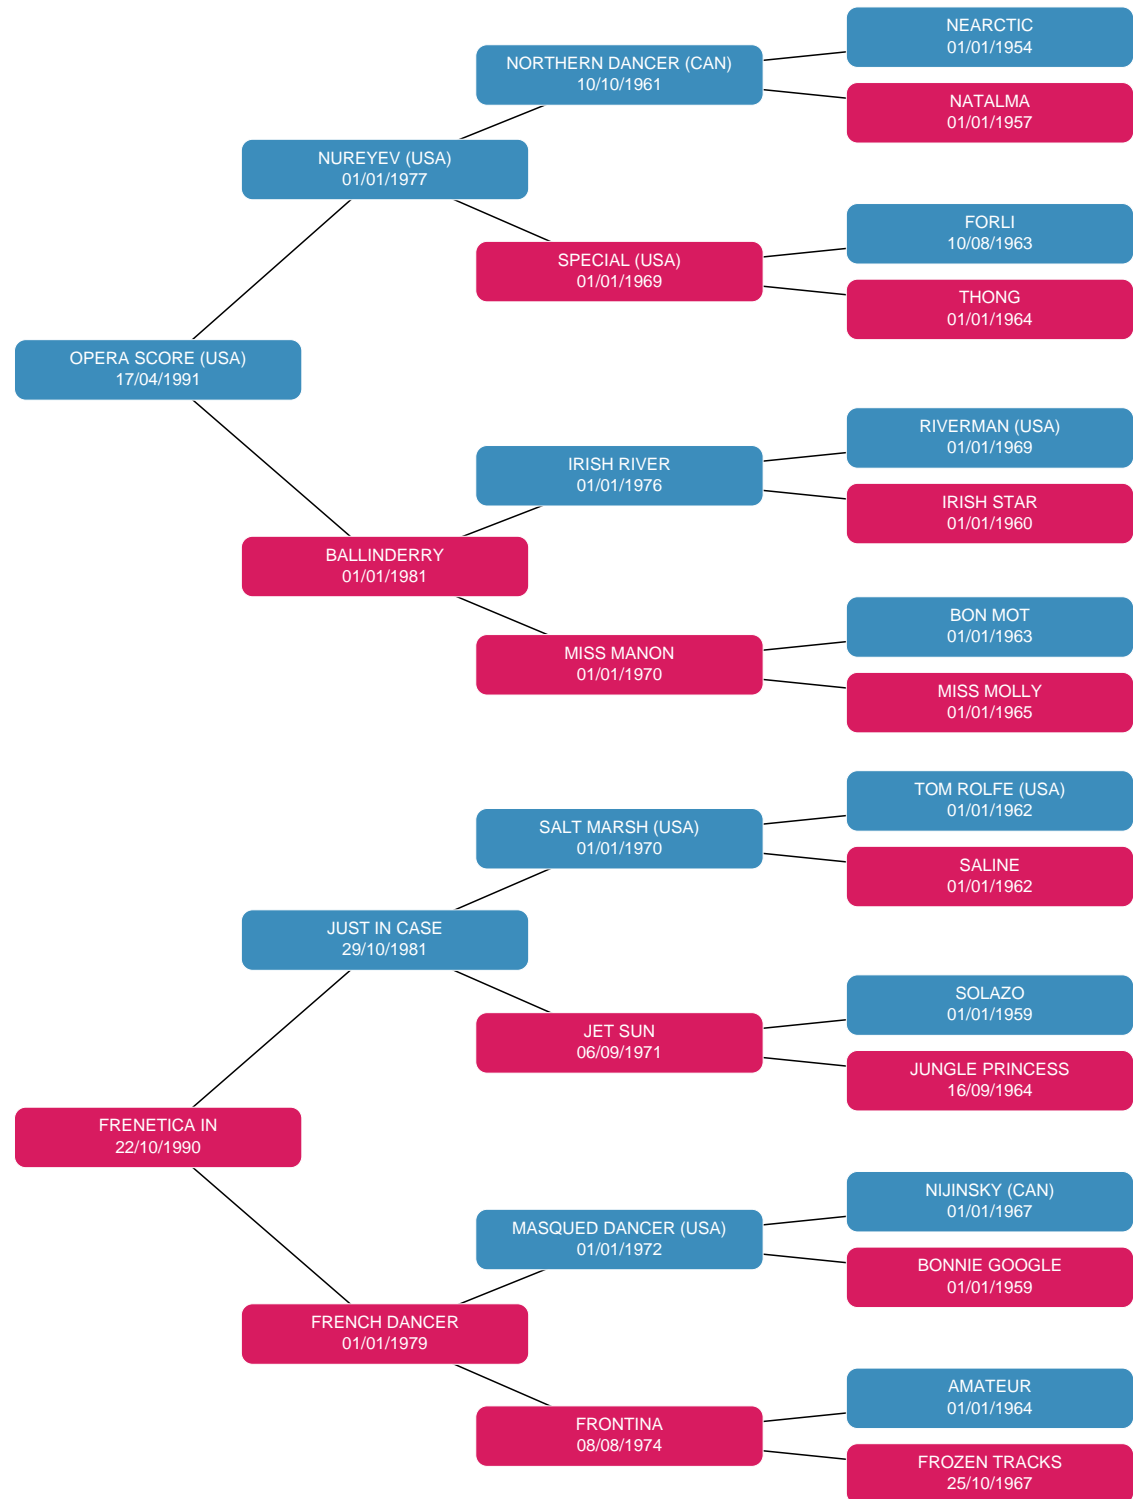 NEARCTIC
01/01/1954
NORTHERN DANCER (CAN)
10/10/1961
NATALMA
01/01/1957
NUREYEV (USA)
01/01/1977
FORLI
10/08/1963
SPECIAL (USA)
01/01/1969
THONG
01/01/1964
OPERA SCORE (USA)
17/04/1991
RIVERMAN (USA)
01/01/1969
IRISH RIVER
01/01/1976
IRISH STAR
01/01/1960
BALLINDERRY
01/01/1981
BON MOT
01/01/1963
MISS MANON
01/01/1970
MISS MOLLY
01/01/1965
TOM ROLFE (USA)
01/01/1962
SALT MARSH (USA)
01/01/1970
SALINE
01/01/1962
JUST IN CASE
29/10/1981
SOLAZO
01/01/1959
JET SUN
06/09/1971
JUNGLE PRINCESS
16/09/1964
FRENETICA IN
22/10/1990
NIJINSKY (CAN)
01/01/1967
MASQUED DANCER (USA)
01/01/1972
BONNIE GOOGLE
01/01/1959
FRENCH DANCER
01/01/1979
AMATEUR
01/01/1964
FRONTINA
08/08/1974
FROZEN TRACKS
25/10/1967